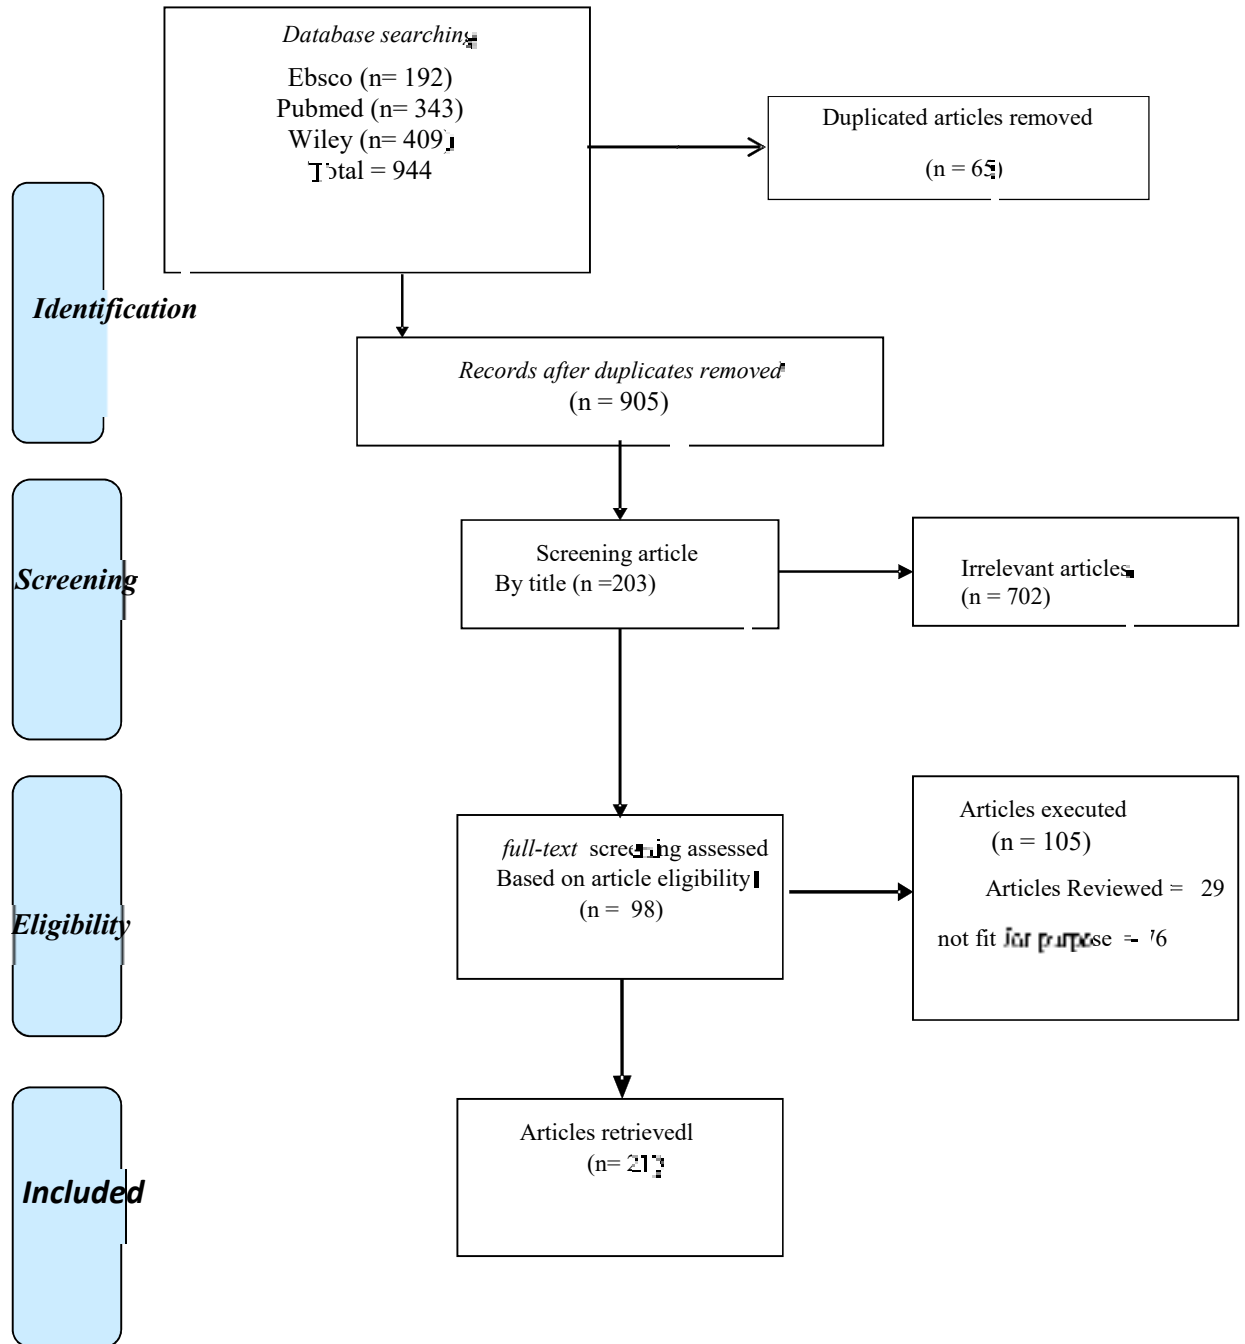 Database searching
Ebsco (n= 192)
Pubmed (n= 343)
Wiley (n= 409)
Total = 944
Duplicated articles removed
(n = 65)
Identification
Records after duplicates removed
(n = 905)
Screening
Screening article
By title (n =203)
Irrelevant articles
(n = 702)
Eligibility
full-text screening assessed
Based on article eligibility
(n = 98)
Articles executed
(n = 105)
Articles Reviewed = 29
not fit for purpose = 76
Included
Articles retrievedl
(n=